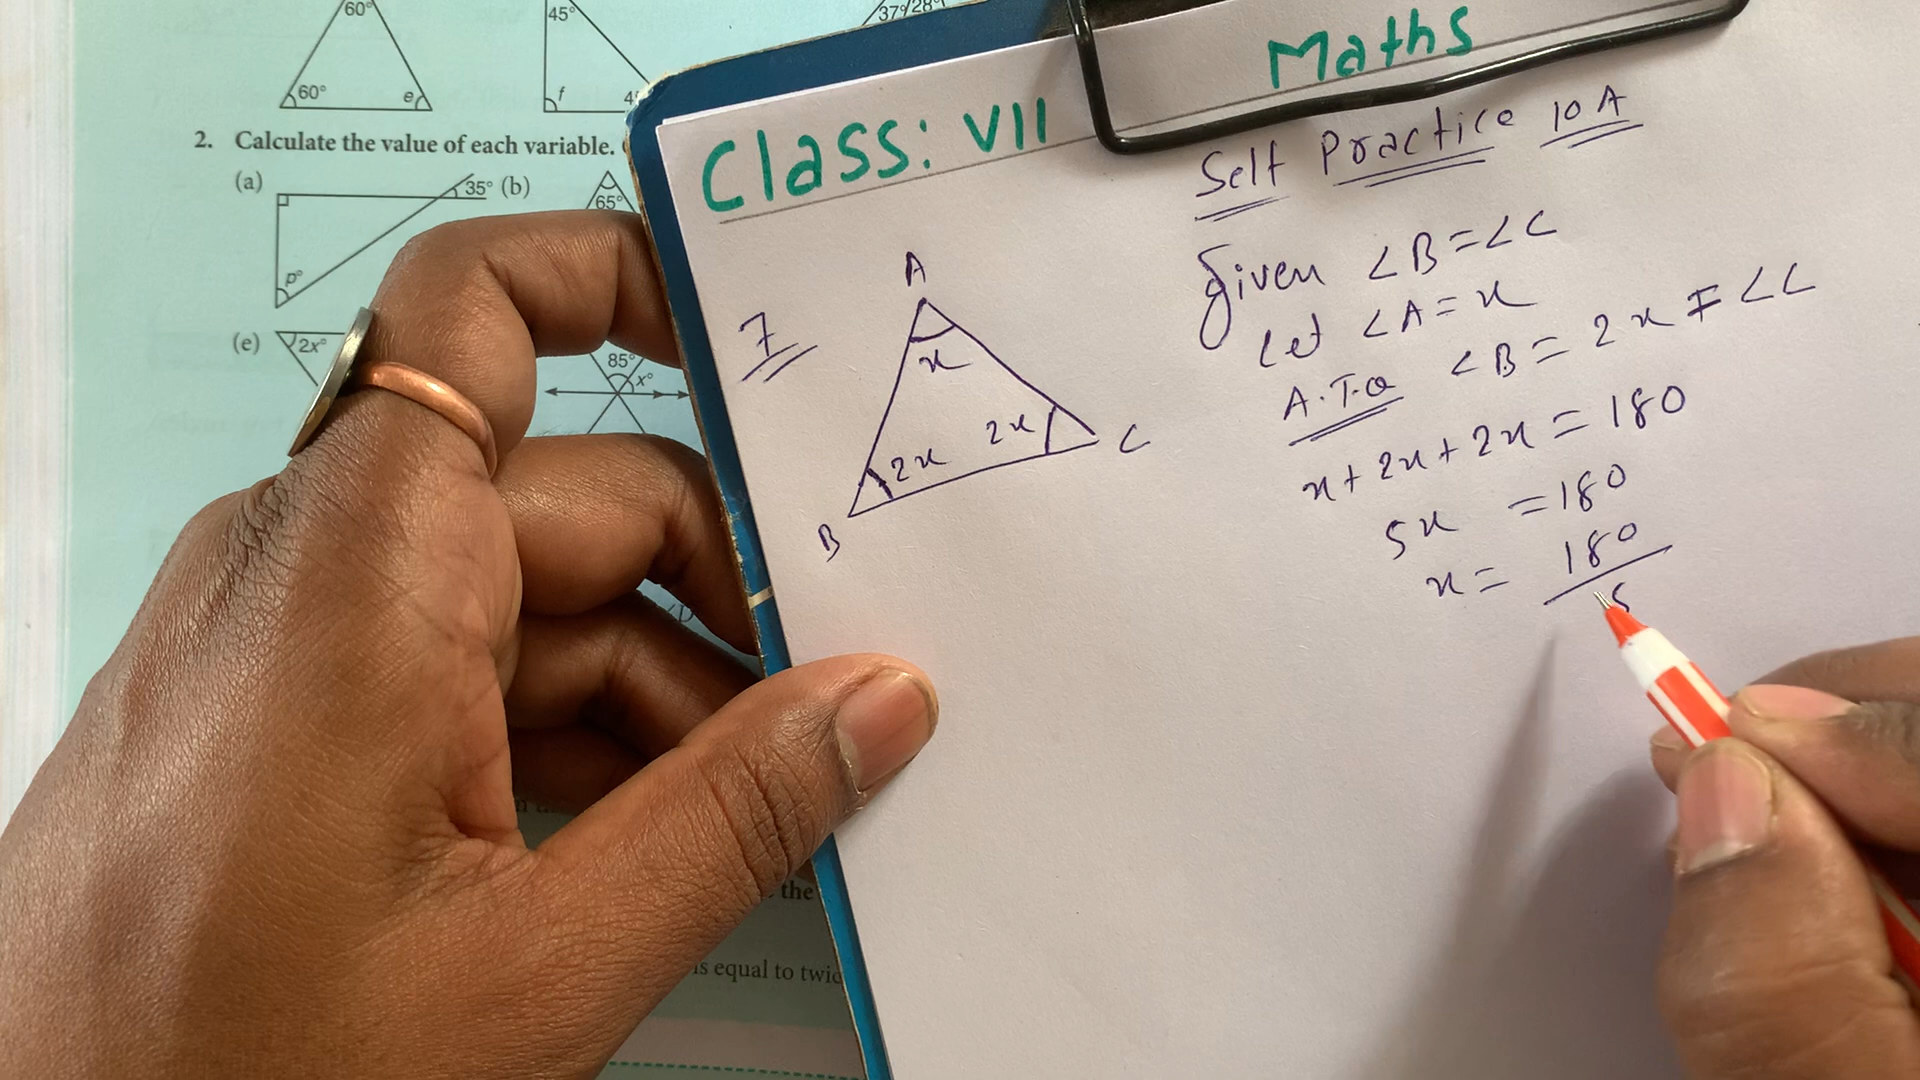 60°
60°
e
45°
f
37°
28°
2. Calculate the value of each variable.
(a)
35°
p°
(b)
65°
(e)
2x°
85°
x°
the
is equal to
Maths
Class: VII
Self Practice 10A
7
A
x
2x
2x
B
C
Given ∠B=∠C
Let ∠A=x
A.T.Q ∠B=2x=∠C
x+2x+2x=180
5x =180
x= 180
5